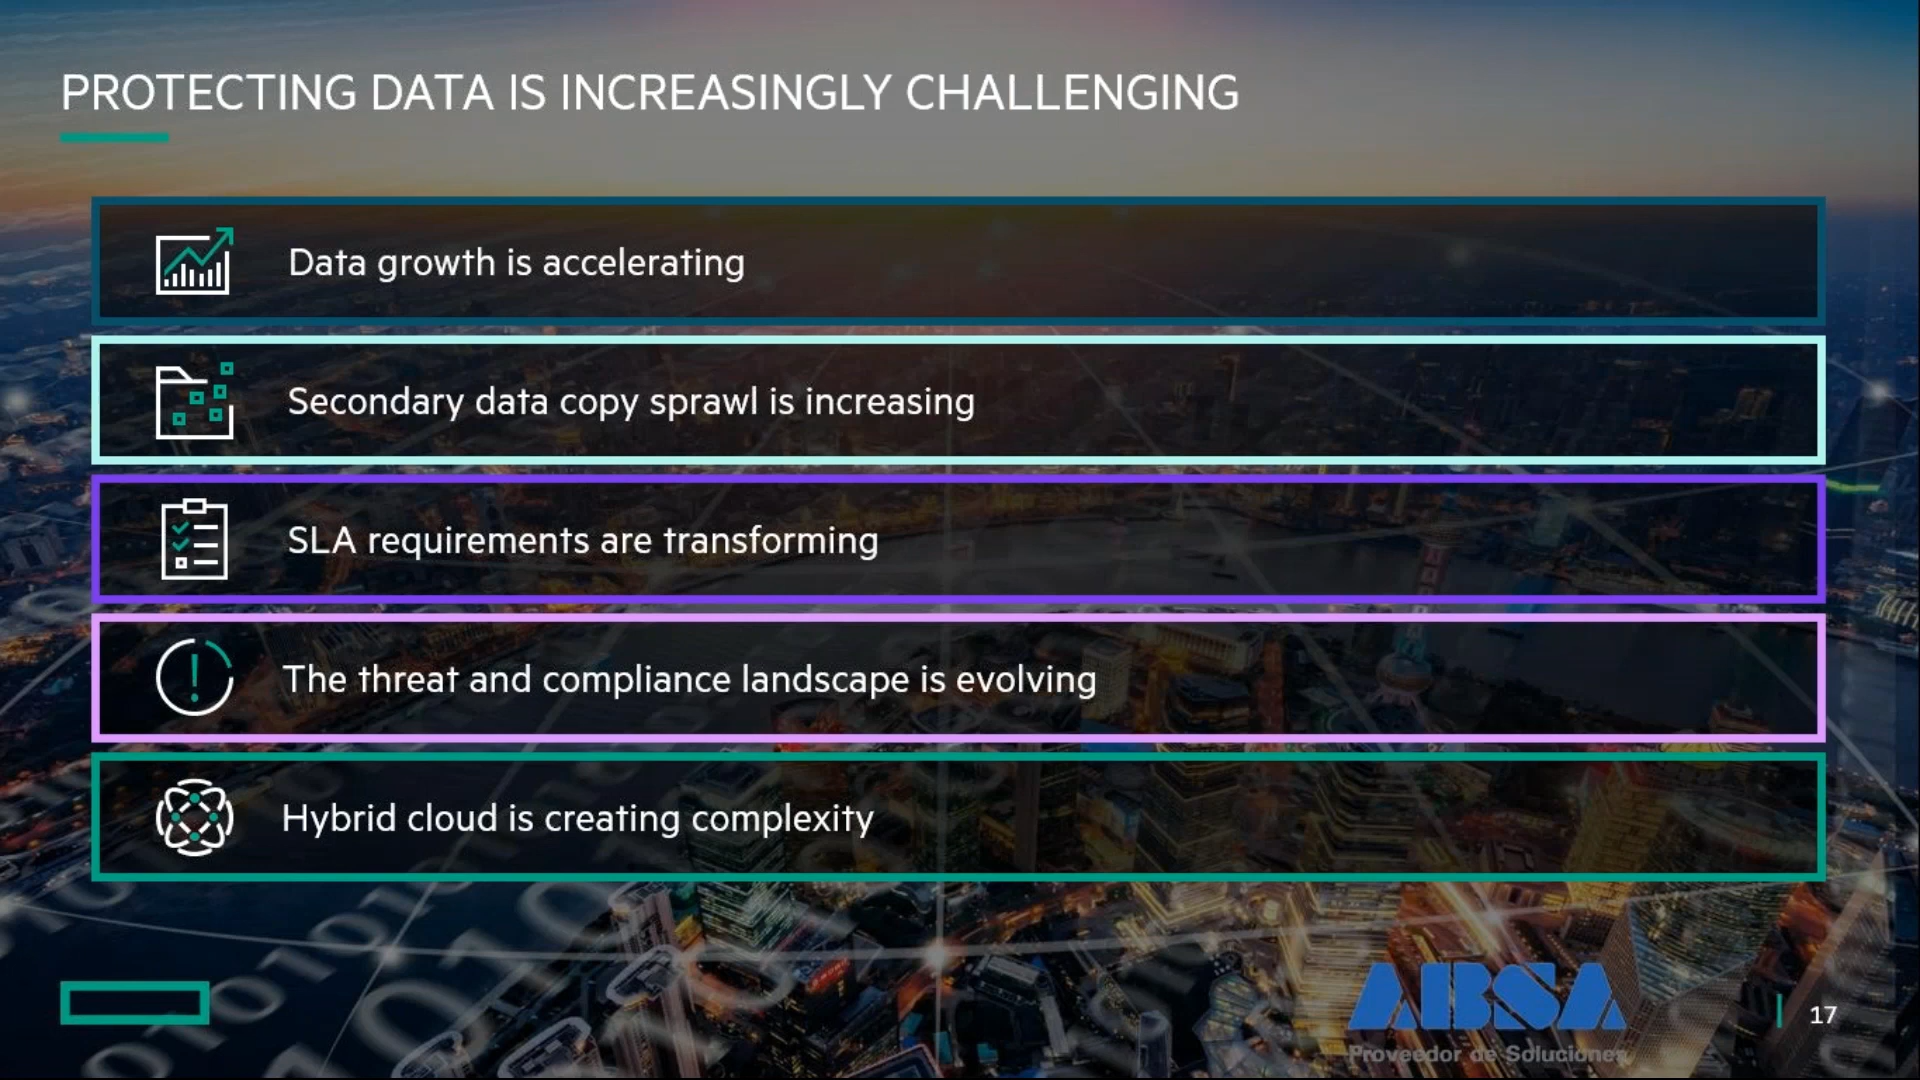 PROTECTING DATA IS INCREASINGLY CHALLENGING
Data growth is accelerating
Secondary data copy sprawl is increasing
SLA requirements are transforming
The threat and compliance landscape is evolving
Hybrid cloud is creating complexity
ABSA
Proveedor de Soluciones
17